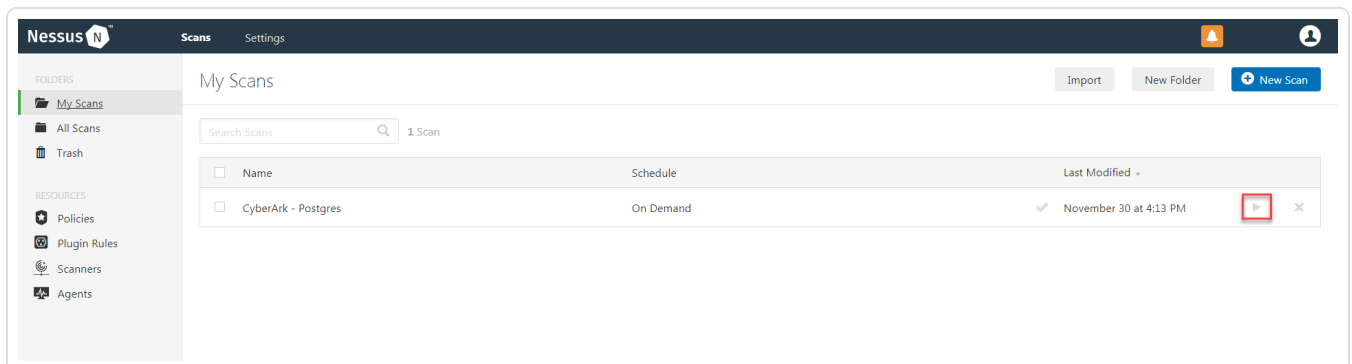 Nessus N ™ Scans Settings
FOLDERS
My Scans
All Scans
Trash
RESOURCES
Policies
Plugin Rules
Scanners
Agents
My Scans Import New Folder New Scan
Search Scans 1 Scan
Name Schedule Last Modified
CyberArk - Postgres On Demand November 30 at 4:13 PM